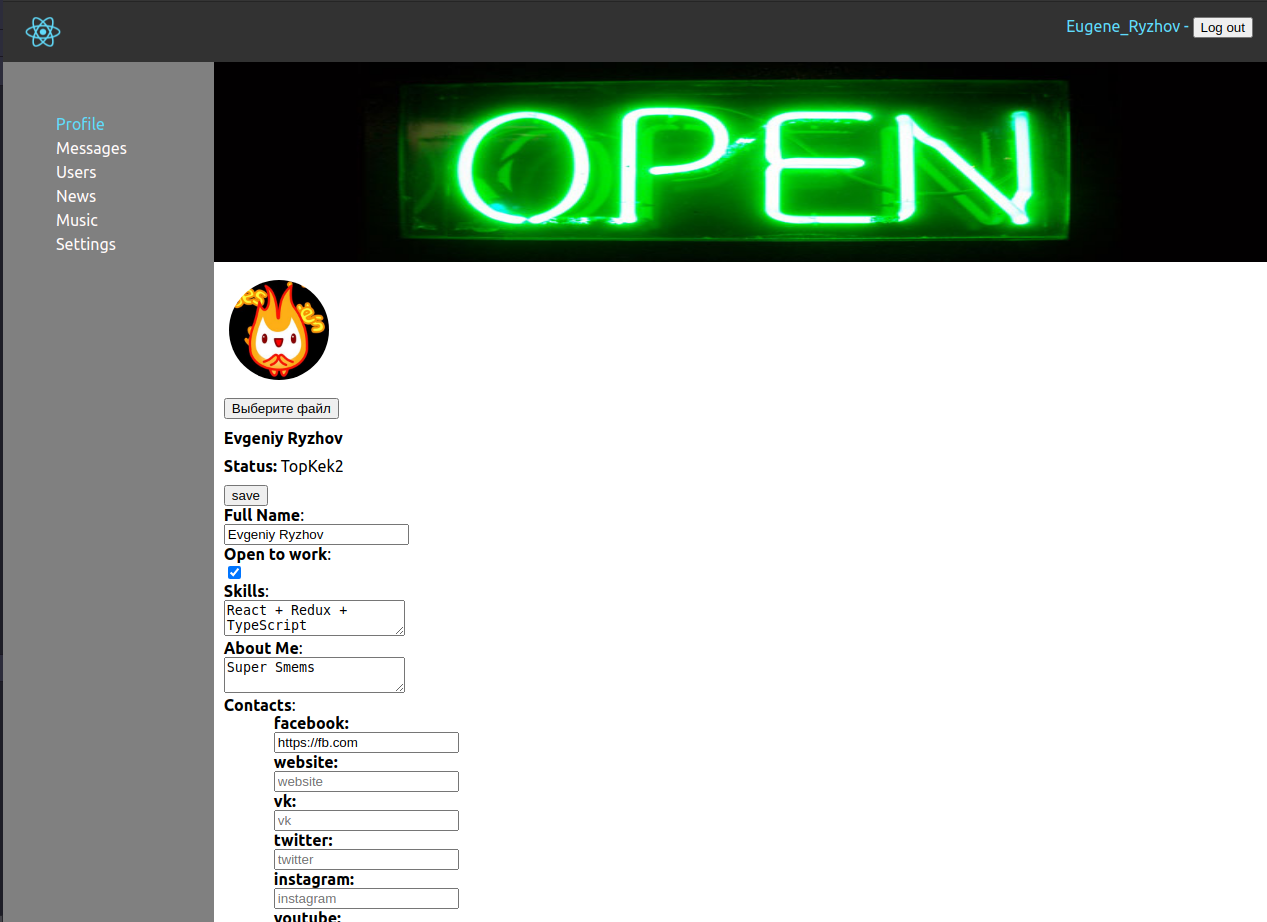 Eugene_Ryzhov - Log out
Profile
Messages
Users
News
Music
Settings
OPEN
Выберите файл
Evgeniy Ryzhov
Status: TopKek2
save
Full Name:
Evgeniy Ryzhov
Open to work:
Skills:
React + Redux +
TypeScript
About Me:
Super Smems
Contacts:
facebook:
https://fb.com
website:
website
vk:
vk
twitter:
twitter
instagram:
instagram
youtube: